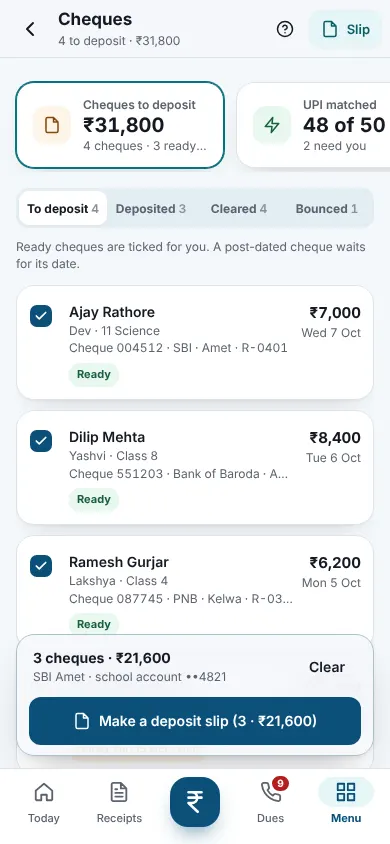 Cheques
4 to deposit · ₹31,800
Slip
Cheques to deposit
₹31,800
4 cheques · 3 ready...
UPI matched
48 of 50
2 need you
To deposit 4
Deposited 3
Cleared 4
Bounced 1
Ready cheques are ticked for you. A post-dated cheque waits
for its date.
Ajay Rathore
₹7,000
Dev · 11 Science
Wed 7 Oct
Cheque 004512 · SBI · Amet · R-0401
Ready
Dilip Mehta
₹8,400
Yashvi · Class 8
Tue 6 Oct
Cheque 551203 · Bank of Baroda · A...
Ready
Ramesh Gurjar
₹6,200
Lakshya · Class 4
Mon 5 Oct
Cheque 087745 · PNB · Kelwa · R-03...
Ready
3 cheques · ₹21,600
SBI Amet · school account ••4821
Clear
Make a deposit slip (3 · ₹21,600)
9
₹
Today
Receipts
Dues
Menu